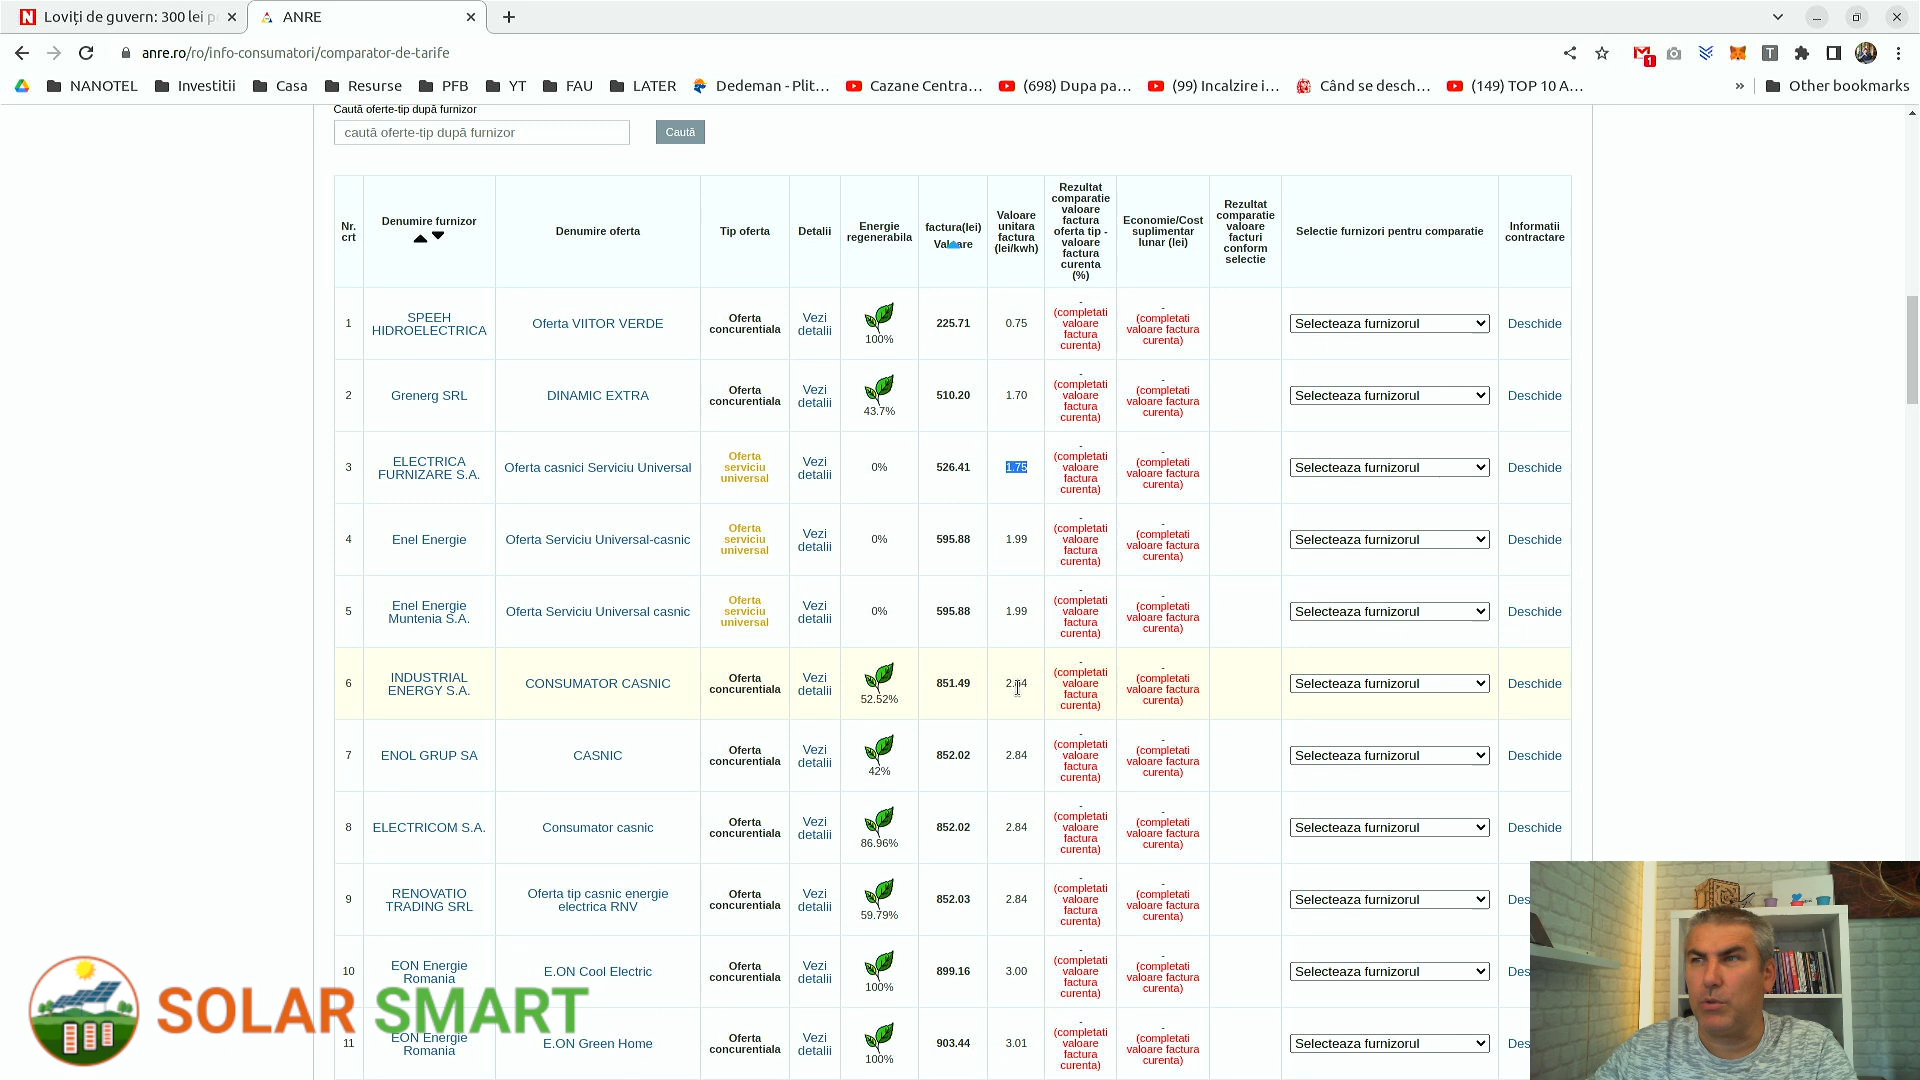 Loviți de guvern: 300 lei p
ANRE
anre.ro/ro/info-consumatori/comparator-de-tarife
1
T
NANOTEL
Investitii
Casa
Resurse
PFB
YT
FAU
LATER
Dedeman - Plit…
Cazane Centra…
(698) Dupa pa…
(99) Incalzire i…
Când se desch…
(149) TOP 10 A…
»
Other bookmarks
Caută oferte-tip după furnizor
caută oferte-tip după furnizor
Caută
Nr. crt
Denumire furnizor
Denumire oferta
Tip oferta
Detalii
Energie regenerabila
factura(lei) Valoare
Valoare unitara factura (lei/kwh)
Rezultat comparatie valoare factura oferta tip - valoare factura curenta (%)
Economie/Cost suplimentar lunar (lei)
Rezultat comparatie valoare facturi conform selectie
Selectie furnizori pentru comparatie
Informatii contractare
1 SPEEH HIDROELECTRICA Oferta VIITOR VERDE Oferta concurentiala Vezi detalii 100% 225.71 0.75 - (completati valoare factura curenta) - (completati valoare factura curenta) Selecteaza furnizorul Deschide
2 Grenerg SRL DINAMIC EXTRA Oferta concurentiala Vezi detalii 43.7% 510.20 1.70 - (completati valoare factura curenta) - (completati valoare factura curenta) Selecteaza furnizorul Deschide
3 ELECTRICA FURNIZARE S.A. Oferta casnici Serviciu Universal Oferta serviciu universal Vezi detalii 0% 526.41 1.75 - (completati valoare factura curenta) - (completati valoare factura curenta) Selecteaza furnizorul Deschide
4 Enel Energie Oferta Serviciu Universal-casnic Oferta serviciu universal Vezi detalii 0% 595.88 1.99 - (completati valoare factura curenta) - (completati valoare factura curenta) Selecteaza furnizorul Deschide
5 Enel Energie Muntenia S.A. Oferta Serviciu Universal casnic Oferta serviciu universal Vezi detalii 0% 595.88 1.99 - (completati valoare factura curenta) - (completati valoare factura curenta) Selecteaza furnizorul Deschide
6 INDUSTRIAL ENERGY S.A. CONSUMATOR CASNIC Oferta concurentiala Vezi detalii 52.52% 851.49 - (completati valoare factura curenta) - (completati valoare factura curenta) Selecteaza furnizorul Deschide
7 ENOL GRUP SA CASNIC Oferta concurentiala Vezi detalii 42% 852.02 2.84 - (completati valoare factura curenta) - (completati valoare factura curenta) Selecteaza furnizorul Deschide
8 ELECTRICOM S.A. Consumator casnic Oferta concurentiala Vezi detalii 86.96% 852.02 2.84 - (completati valoare factura curenta) - (completati valoare factura curenta) Selecteaza furnizorul Deschide
9 RENOVATIO TRADING SRL Oferta tip casnic energie electrica RNV Oferta concurentiala Vezi detalii 59.79% 852.03 2.84 - (completati valoare factura curenta) - (completati valoare factura curenta) Selecteaza furnizorul Des
10 EON Energie Romania E.ON Cool Electric Oferta concurentiala Vezi detalii 100% 899.16 3.00 - (completati valoare factura curenta) - (completati valoare factura curenta) Selecteaza furnizorul Des
11 EON Energie Romania E.ON Green Home Oferta concurentiala Vezi detalii 100% 903.44 3.01 - (completati valoare factura curenta) - (completati valoare factura curenta) Selecteaza furnizorul Des
SOLAR SMART